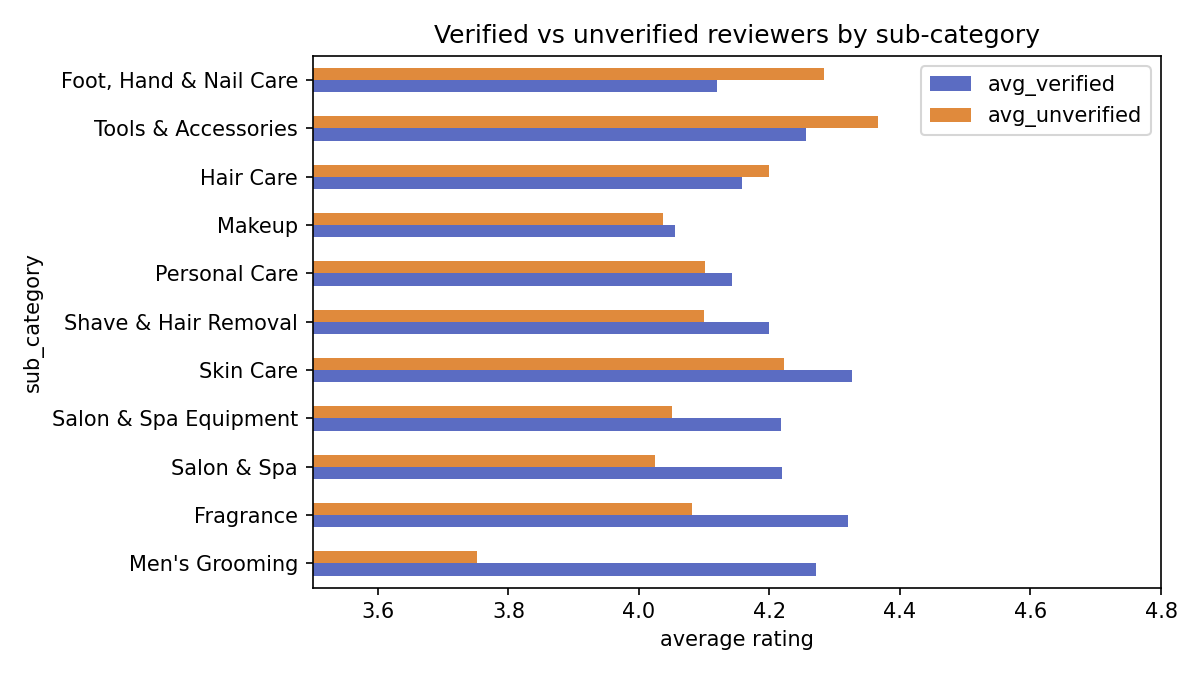 Verified vs unverified reviewers by sub-category
avg_verified
avg_unverified
sub_category
Foot, Hand & Nail Care
Tools & Accessories
Hair Care
Makeup
Personal Care
Shave & Hair Removal
Skin Care
Salon & Spa Equipment
Salon & Spa
Fragrance
Men's Grooming
3.6 3.8 4.0 4.2 4.4 4.6 4.8
average rating